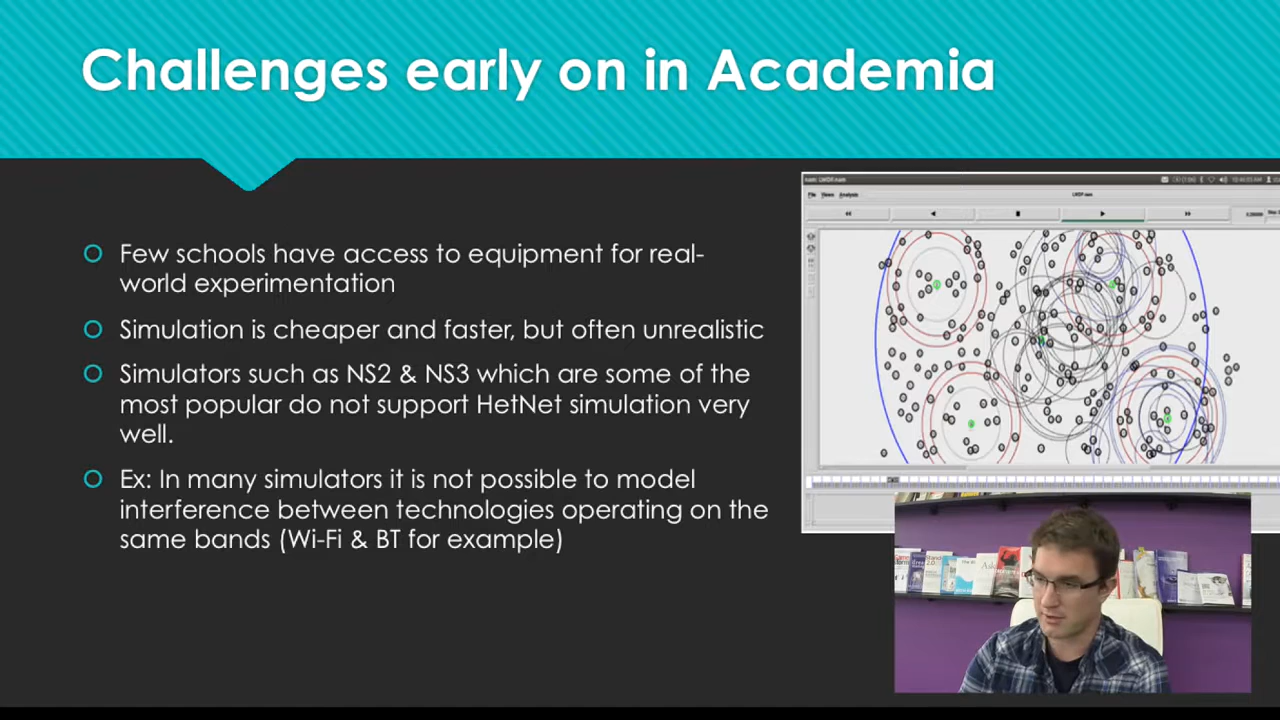 Challenges early on in Academia
Few schools have access to equipment for real-
world experimentation
Simulation is cheaper and faster, but often unrealistic
Simulators such as NS2 & NS3 which are some of the
most popular do not support HetNet simulation very
well.
Ex: In many simulators it is not possible to model
interference between technologies operating on the
same bands (Wi-Fi & BT for example)
File Views Analysis